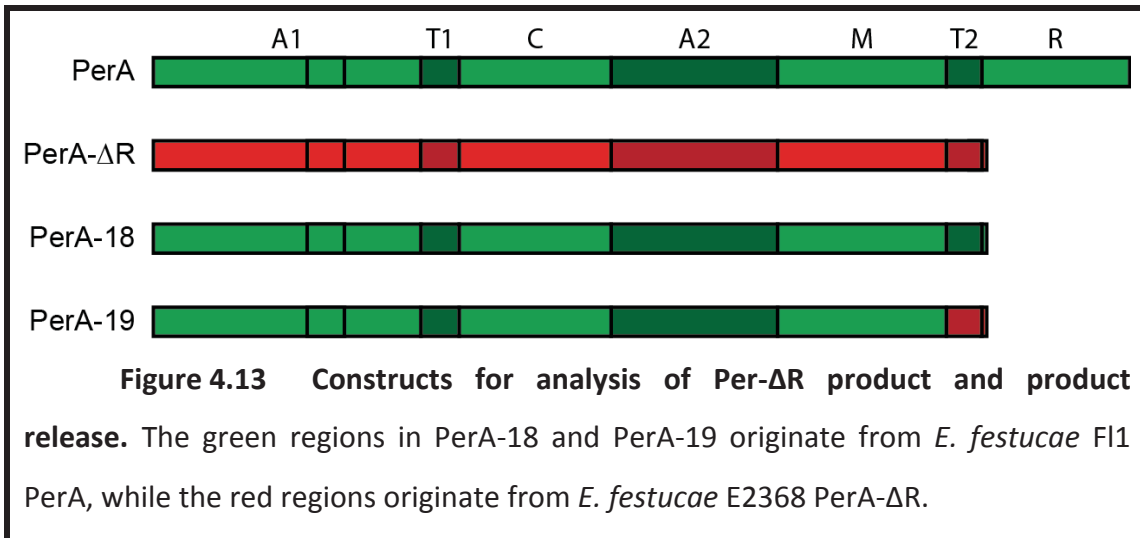 A1 T1 C A2 M T2 R
PerA
PerA-ΔR
PerA-18
PerA-19
Figure 4.13 Constructs for analysis of Per-ΔR product and product
release. The green regions in PerA-18 and PerA-19 originate from E. festucae Fl1
PerA, while the red regions originate from E. festucae E2368 PerA-ΔR.